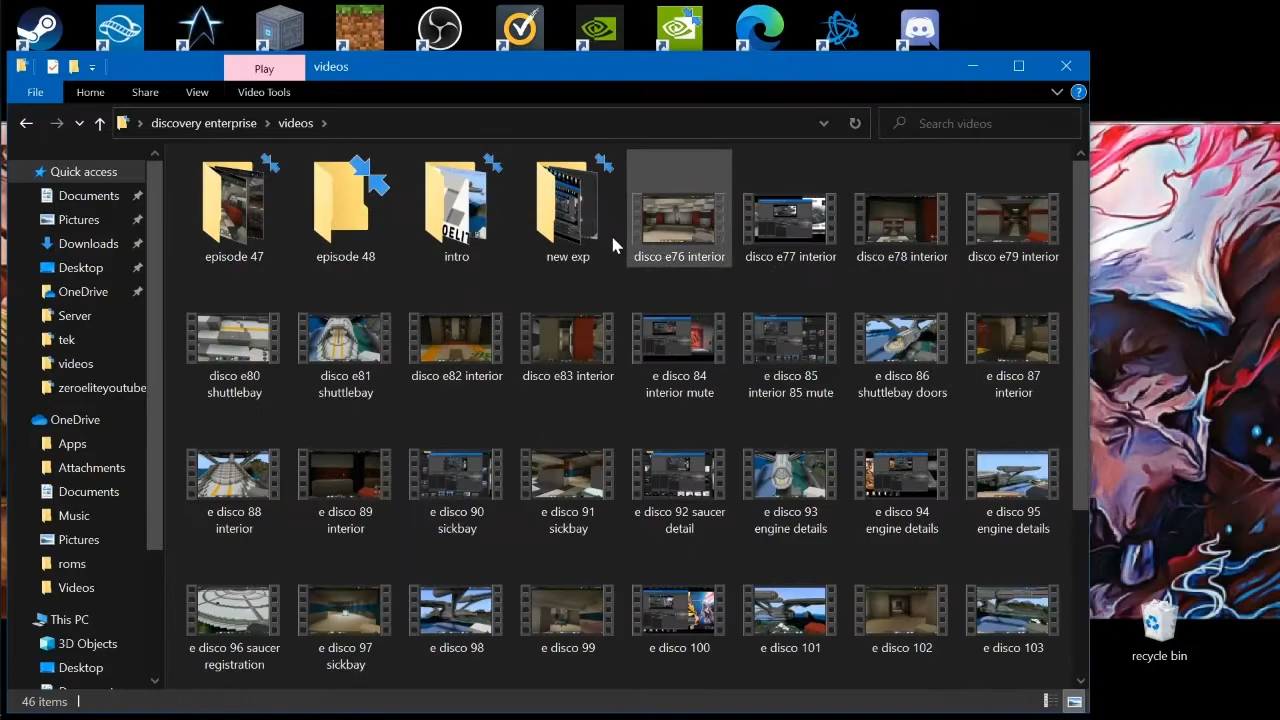 Play
videos
File
Home
Share
View
Video Tools
discovery enterprise
videos
Search videos
Quick access
Documents
Pictures
Downloads
Desktop
OneDrive
Server
tek
videos
zeroeliteyoutube
OneDrive
Apps
Attachments
Documents
Music
Pictures
roms
Videos
This PC
3D Objects
Desktop
episode 47
episode 48
intro
new exp
disco e76 interior
disco e77 interior
disco e78 interior
disco e79 interior
disco e80
shuttlebay
disco e81
shuttlebay
disco e82 interior
disco e83 interior
e disco 84
interior mute
e disco 85
interior 85 mute
e disco 86
shuttlebay doors
e disco 87
interior
e disco 88
interior
e disco 89
interior
e disco 90
sickbay
e disco 91
sickbay
e disco 92 saucer
detail
e disco 93
engine details
e disco 94
engine details
e disco 95
engine details
e disco 96 saucer
registration
e disco 97
sickbay
e disco 98
e disco 99
e disco 100
e disco 101
e disco 102
e disco 103
46 items
recycle bin